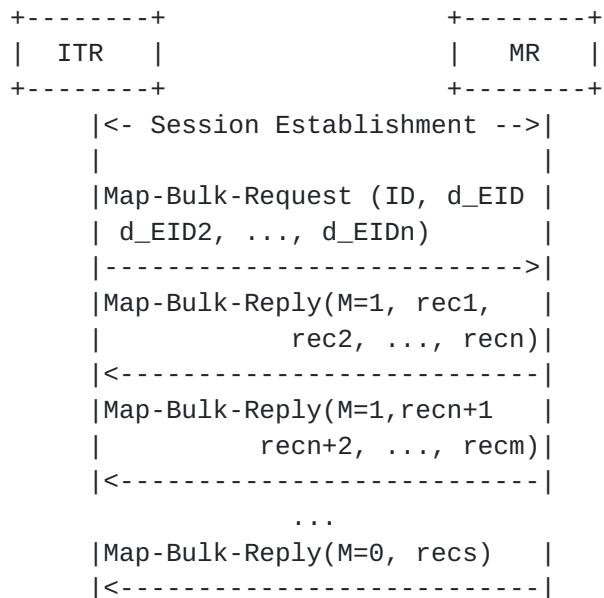 +--------+                 +--------+
|  ITR   |                 |   MR   |
+--------+                 +--------+
     |<- Session Establishment -->|
     |                            |
     |Map-Bulk-Request (ID, d_EID |
     | d_EID2, ..., d_EIDn)       |
     |--------------------------->|
     |Map-Bulk-Reply(M=1, rec1,   |
     |            rec2, ..., recn)|
     |<---------------------------|
     |Map-Bulk-Reply(M=1,recn+1   |
     |          recn+2, ..., recm)|
     |<---------------------------|
                 ...
     |Map-Bulk-Reply(M=0, recs)   |
     |<---------------------------|